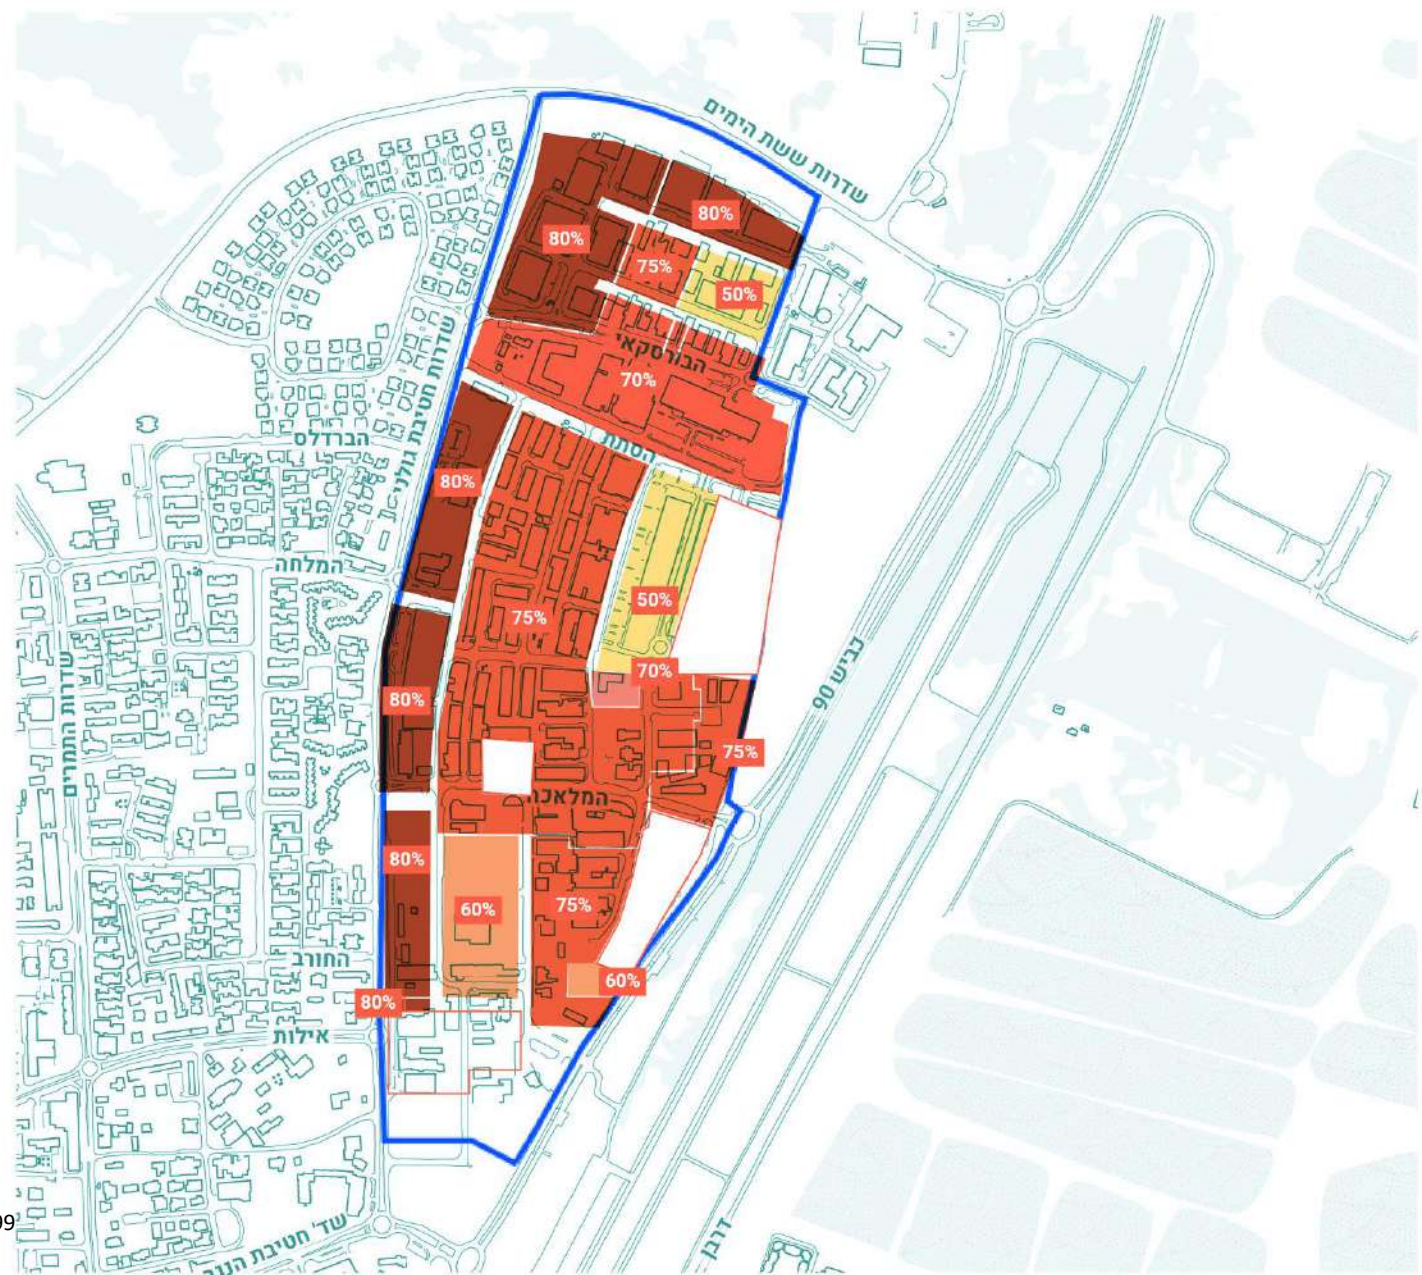 שדרות ששת הימים
80%
80%
75%
50%
הבורסקאי
70%
שדרות חטיבת גולני
הברדלס
הסתת
80%
המלחה
75%
50%
70%
כביש 90
שדרות התמרים
80%
75%
המלאכה
80%
60%
75%
החורב
60%
80%
אילות
שד' חטיבת הנגב
דרבן
99